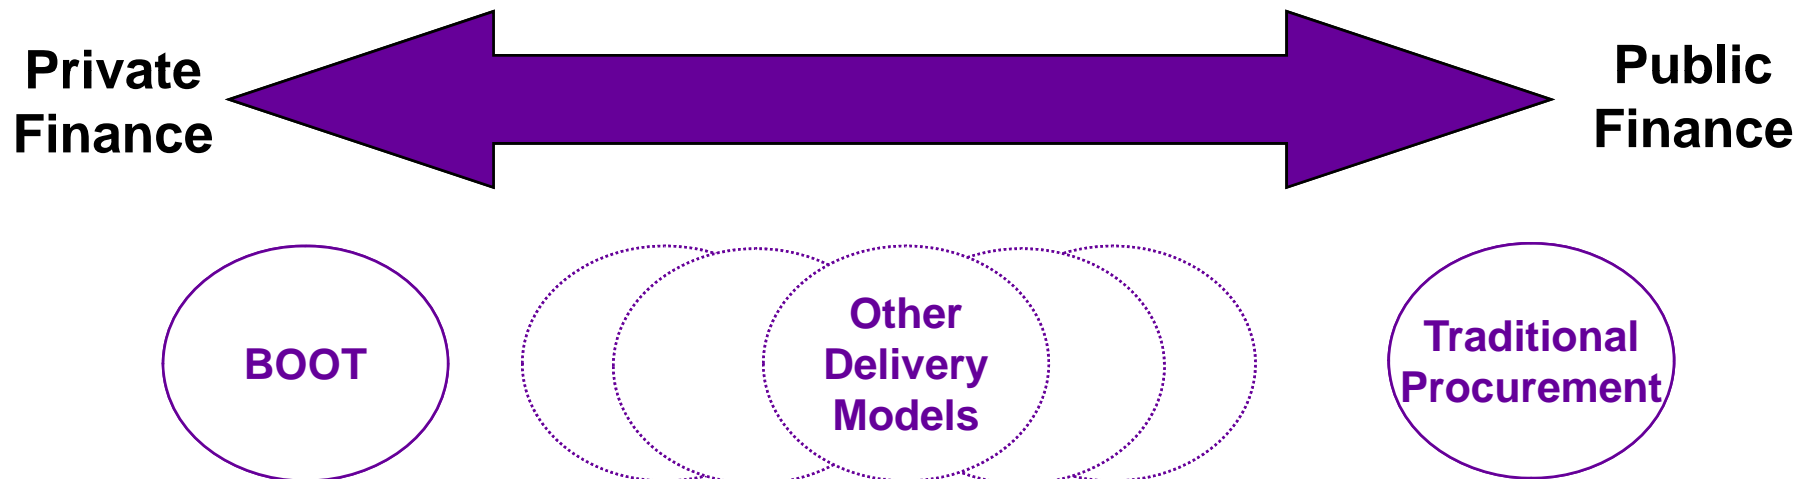 Private
Finance
Public
Finance
BOOT
Other
Delivery
Models
Traditional
Procurement